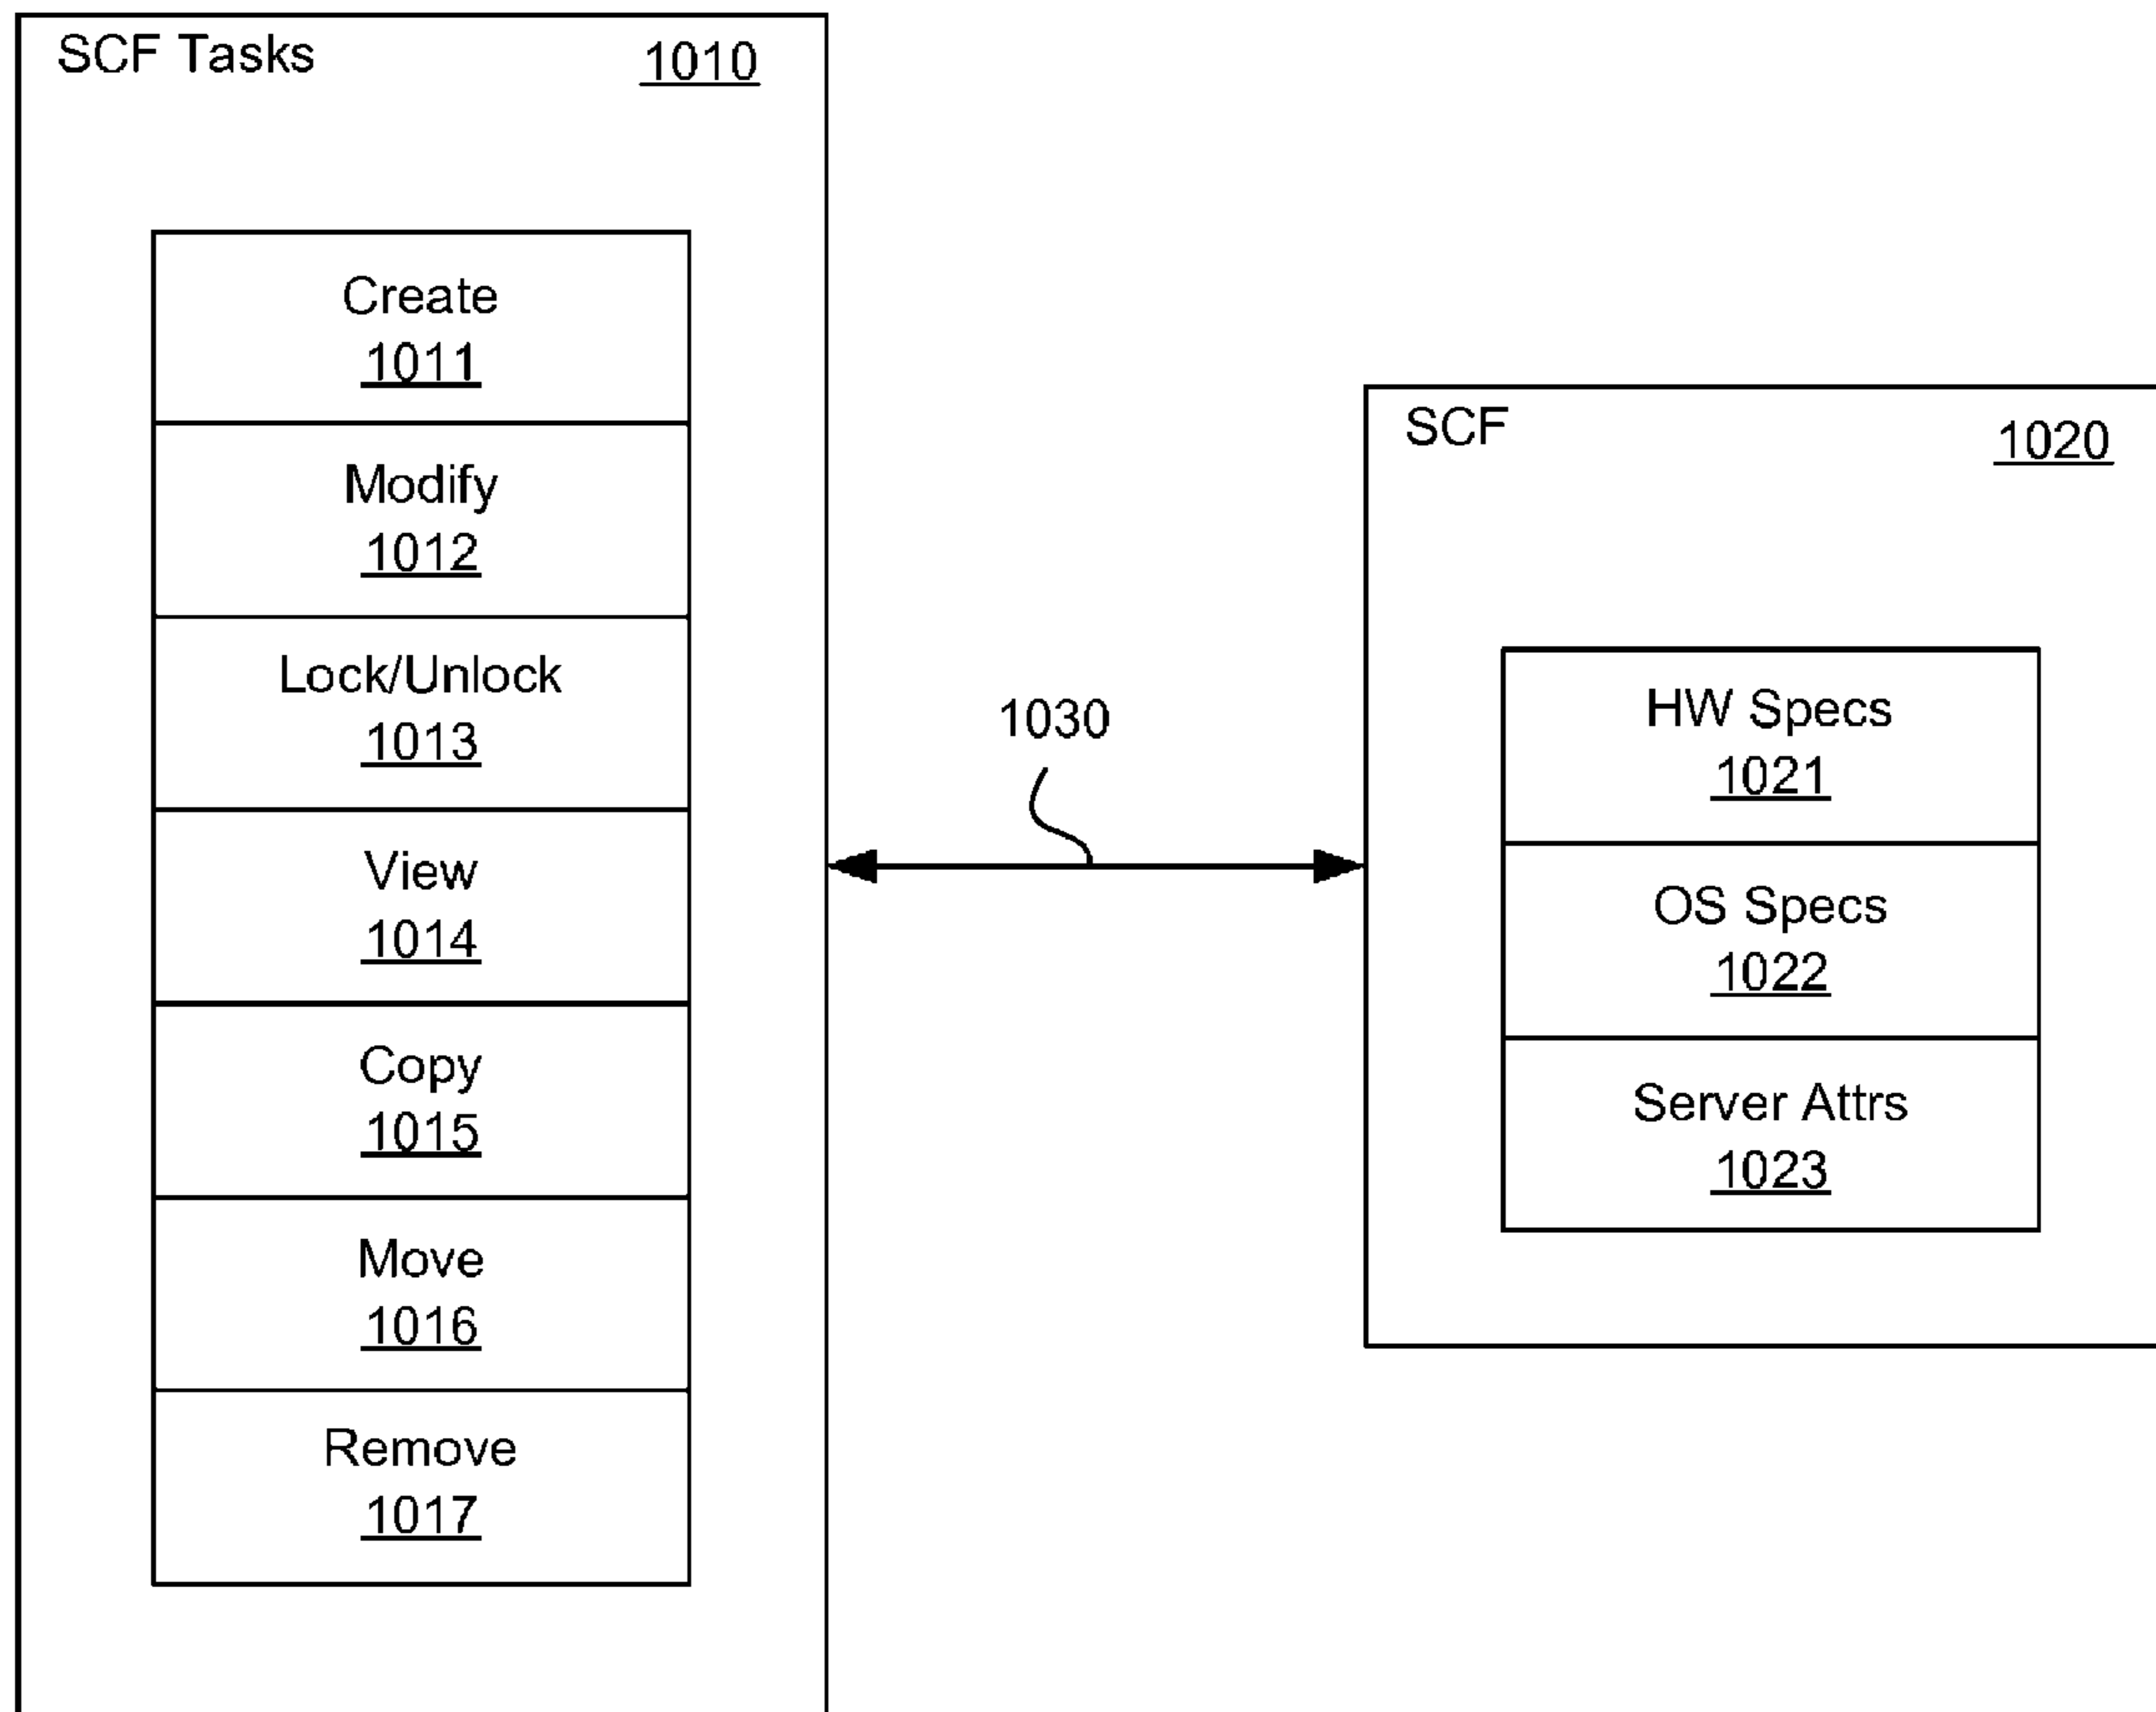 SCF Tasks 1010
Create
1011
Modify
1012
Lock/Unlock
1013
View
1014
Copy
1015
Move
1016
Remove
1017
1030
SCF 1020
HW Specs
1021
OS Specs
1022
Server Attrs
1023